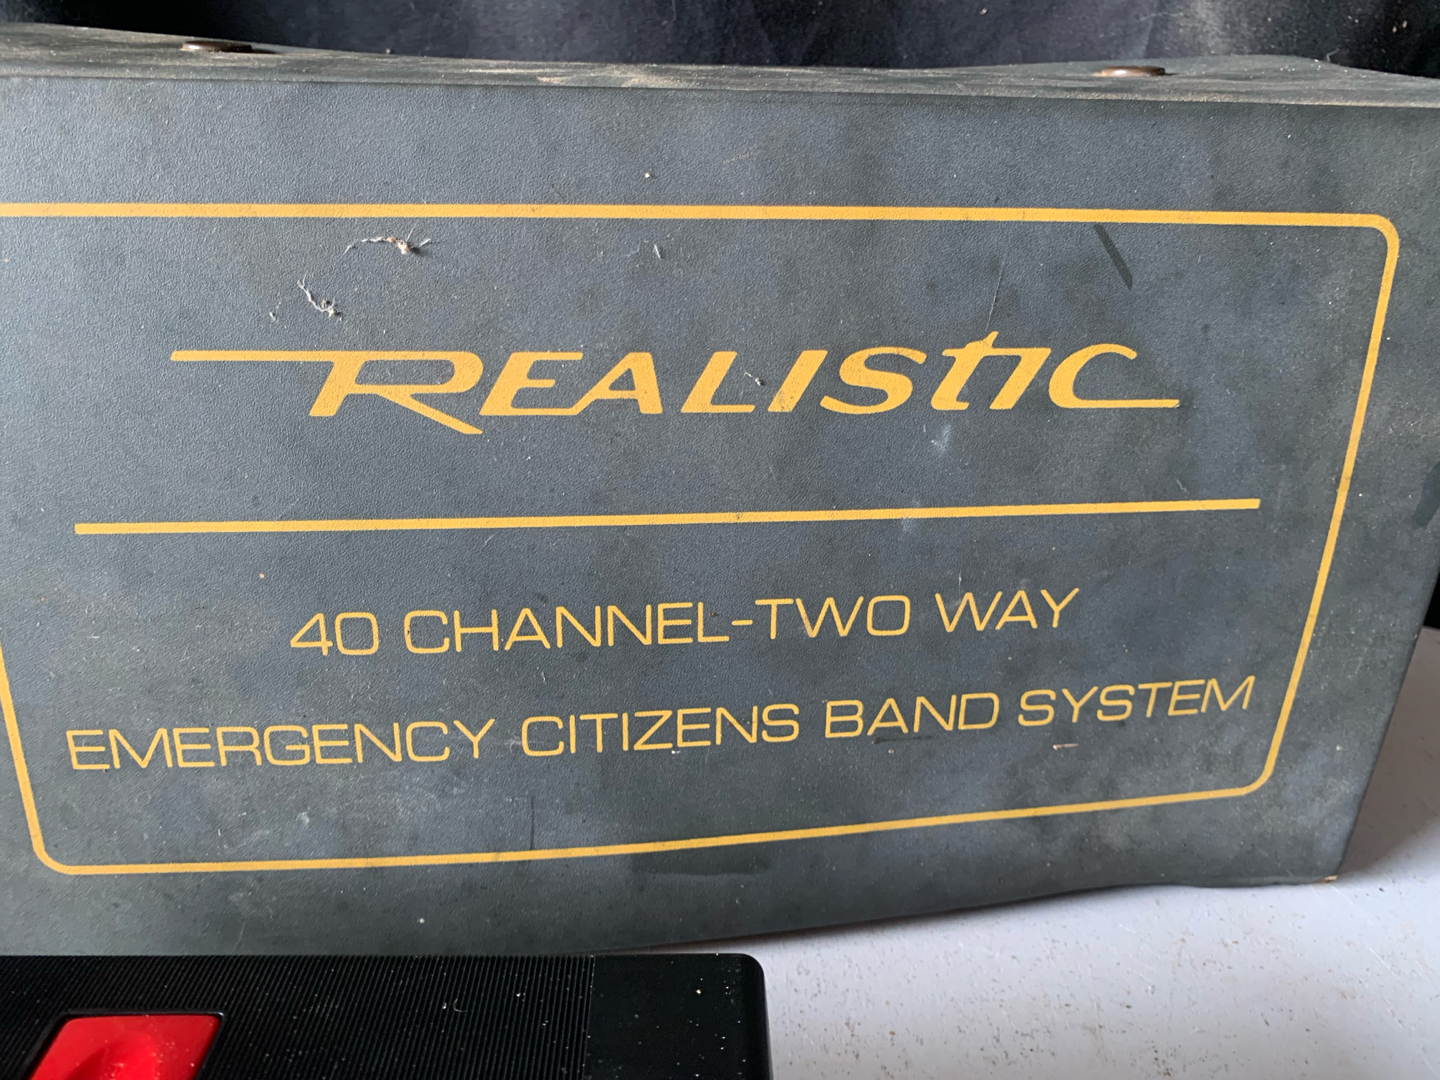 REALISTIC
40 CHANNEL-TWO WAY
EMERGENCY CITIZENS BAND SYSTEM